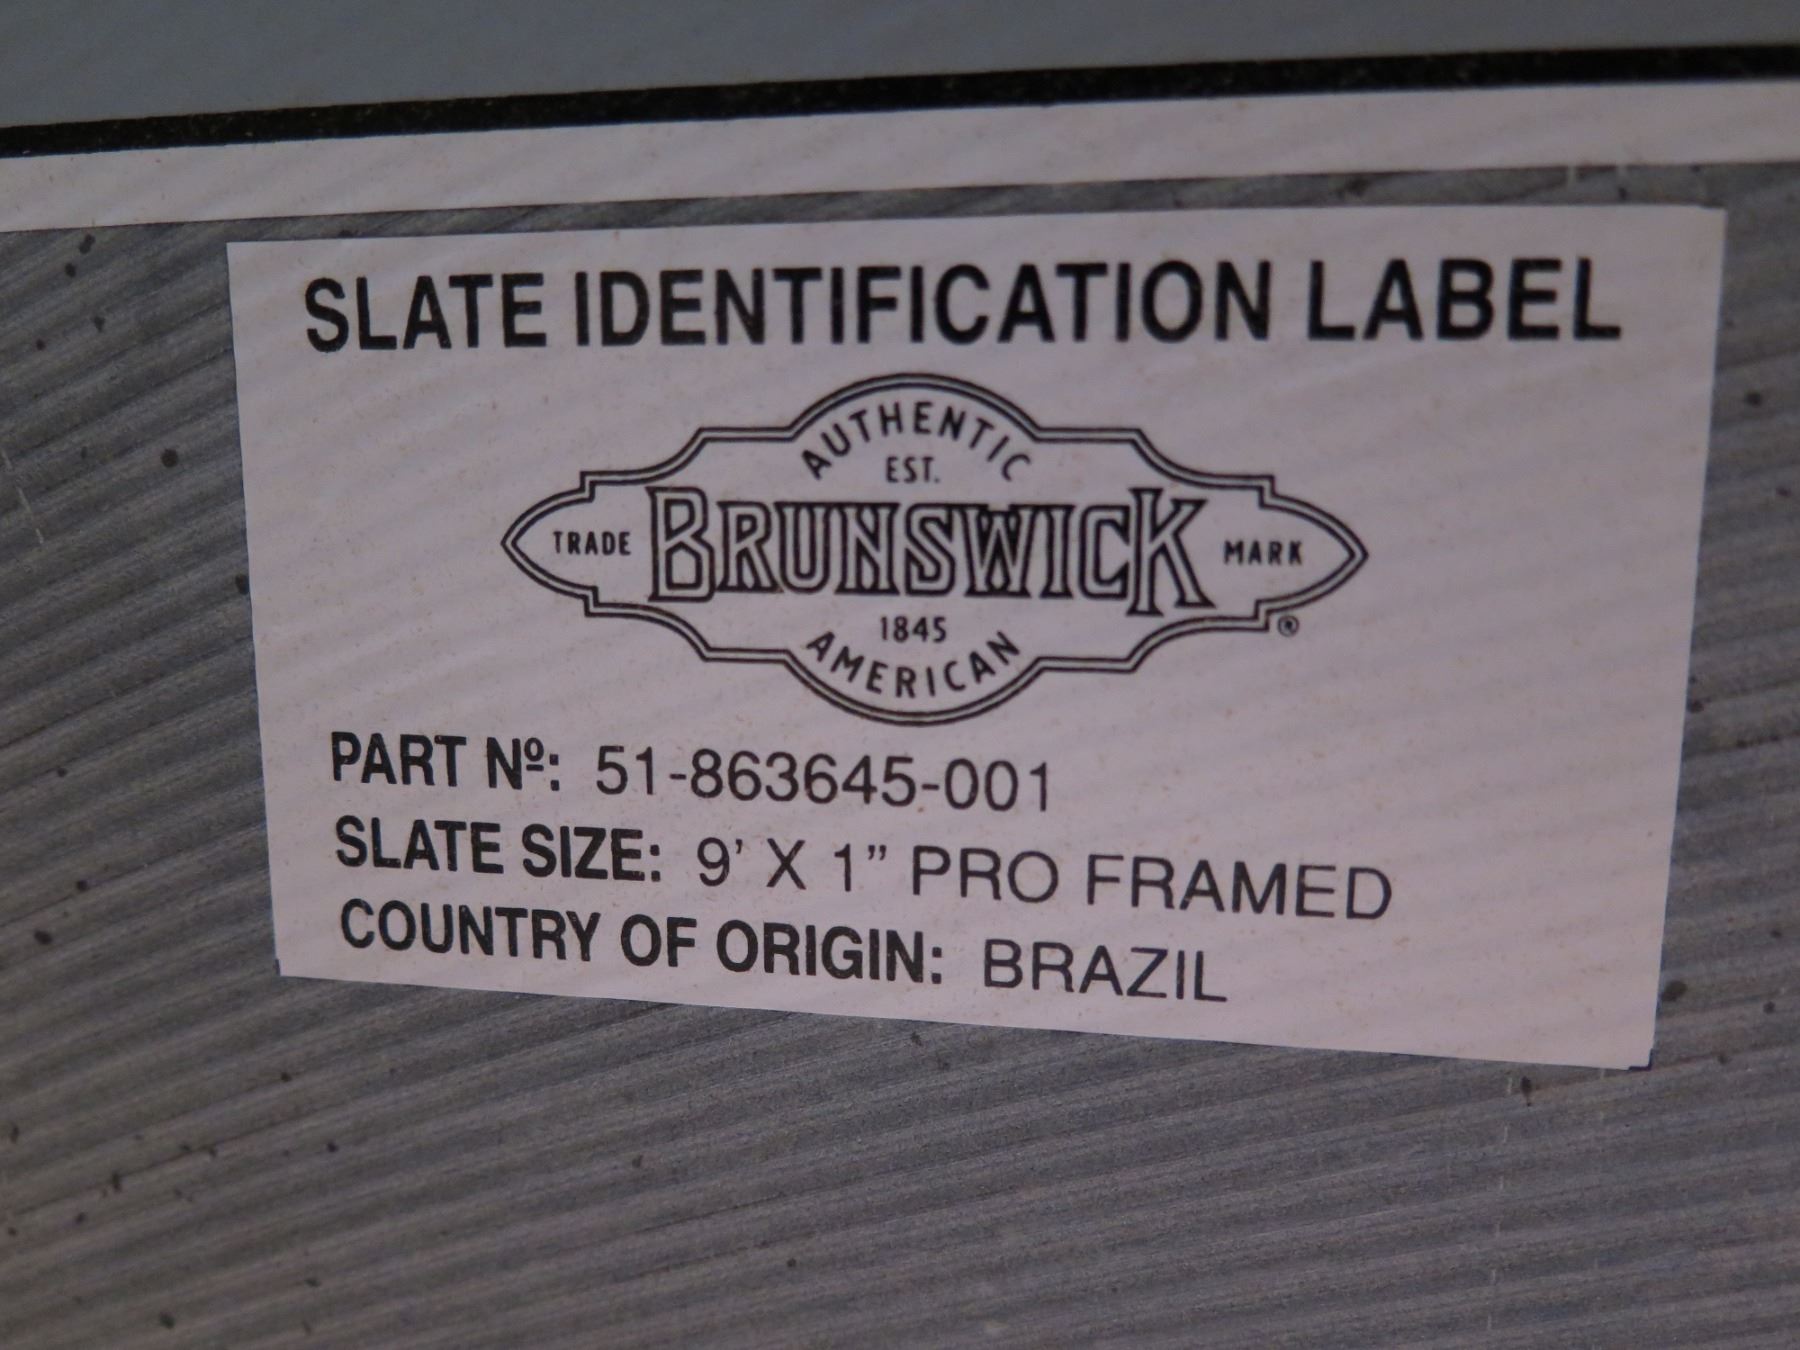 SLATE IDENTIFICATION LABEL
AUTHENTIC
EST.
TRADE BRUNSWICK MARK
1845
®
AMERICAN
PART Nº: 51-863645-001
SLATE SIZE: 9' X 1” PRO FRAMED
COUNTRY OF ORIGIN: BRAZIL